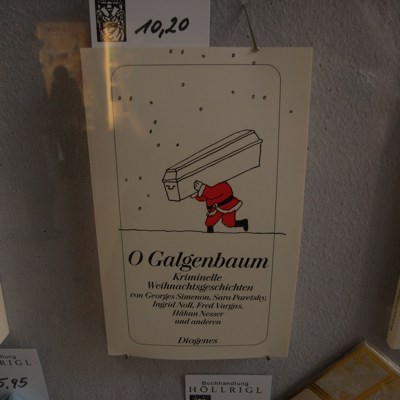 10,20
O Galgenbaum
Kriminelle
Weihnachtsgeschichten
von Georges Simenon, Sara Paretsky,
Ingrid Noll, Fred Vargas,
Håkan Nesser
und anderen
Diogenes
Buchhandlung
HÖLLRIGL
5,95